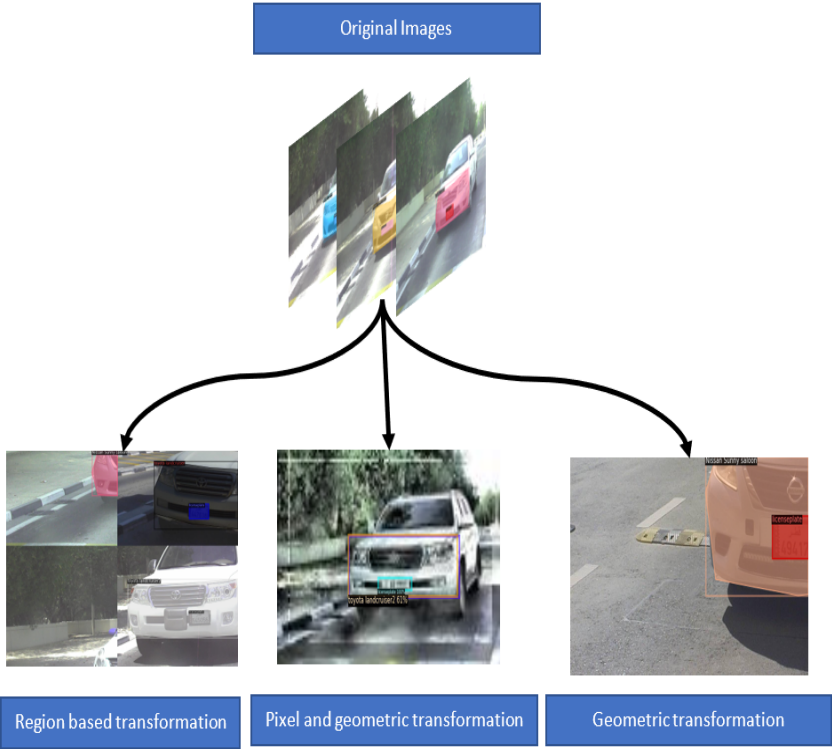 Original Images
Nissan Sunny saloon
licenseplate
toyota landcruiser2 61%
Region based transformation
Pixel and geometric transformation
Geometric transformation